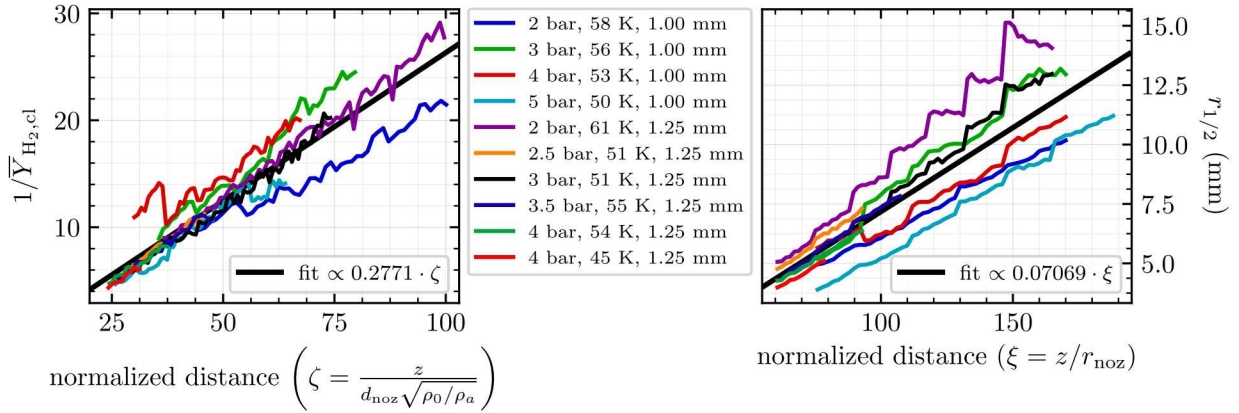 30
20
10
1/Y̅H₂,cl
25
50
75
100
fit ∝ 0.2771 · ζ
normalized distance (ζ = z / dnoz√ρ0/ρa)
2 bar, 58 K, 1.00 mm
3 bar, 56 K, 1.00 mm
4 bar, 53 K, 1.00 mm
5 bar, 50 K, 1.00 mm
2 bar, 61 K, 1.25 mm
2.5 bar, 51 K, 1.25 mm
3 bar, 51 K, 1.25 mm
3.5 bar, 55 K, 1.25 mm
4 bar, 54 K, 1.25 mm
4 bar, 45 K, 1.25 mm
15.0
12.5
10.0
7.5
5.0
r1/2 (mm)
100
150
fit ∝ 0.07069 · ξ
normalized distance (ξ = z/rnoz)